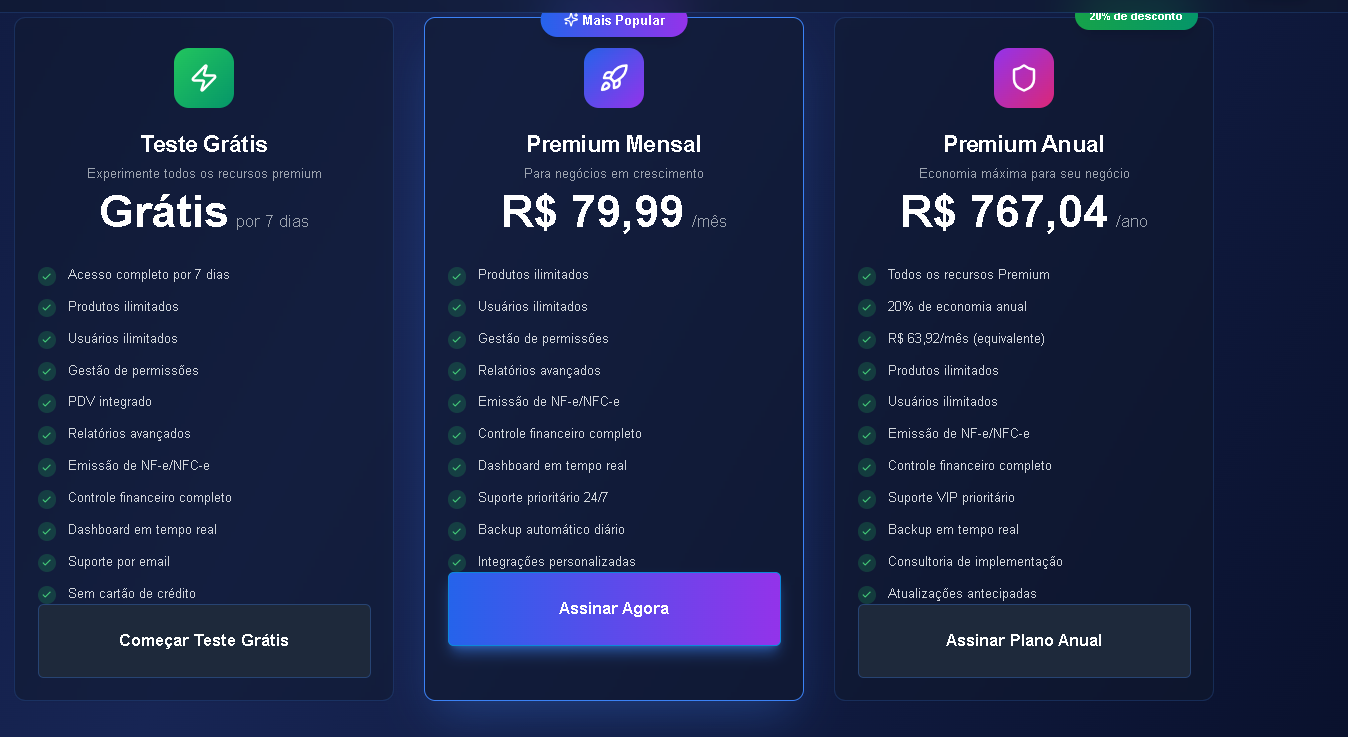 Mais Popular
20% de desconto
Teste Grátis
Experimente todos os recursos premium
Grátis por 7 dias
Acesso completo por 7 dias
Produtos ilimitados
Usuários ilimitados
Gestão de permissões
PDV integrado
Relatórios avançados
Emissão de NF-e/NFC-e
Controle financeiro completo
Dashboard em tempo real
Suporte por email
Sem cartão de crédito
Começar Teste Grátis
Premium Mensal
Para negócios em crescimento
R$ 79,99 /mês
Produtos ilimitados
Usuários ilimitados
Gestão de permissões
Relatórios avançados
Emissão de NF-e/NFC-e
Controle financeiro completo
Dashboard em tempo real
Suporte prioritário 24/7
Backup automático diário
Integrações personalizadas
Assinar Agora
Premium Anual
Economia máxima para seu negócio
R$ 767,04 /ano
Todos os recursos Premium
20% de economia anual
R$ 63,92/mês (equivalente)
Produtos ilimitados
Usuários ilimitados
Emissão de NF-e/NFC-e
Controle financeiro completo
Suporte VIP prioritário
Backup em tempo real
Consultoria de implementação
Atualizações antecipadas
Assinar Plano Anual